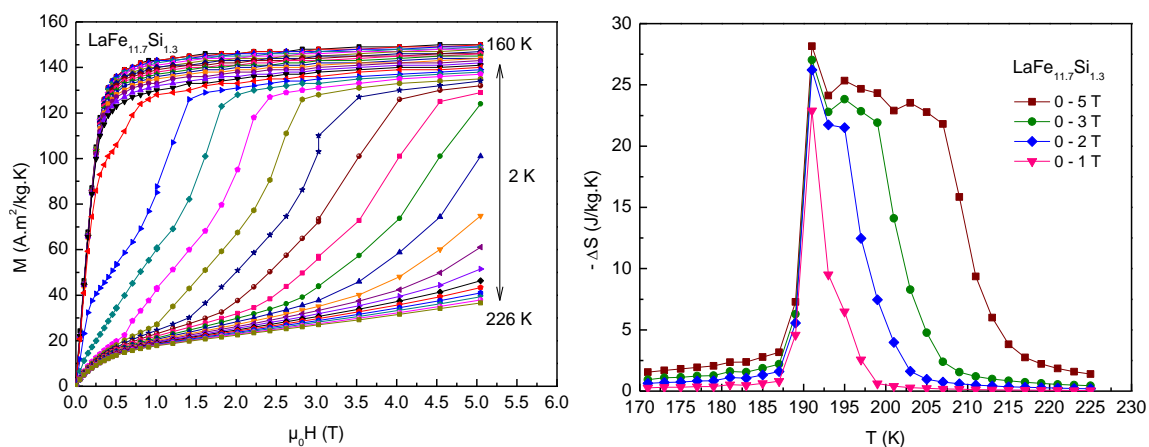 LaFe11.7Si1.3
160 K
2 K
226 K
M (A.m²/kg.K)
160
140
120
100
80
60
40
20
0
0.0 0.5 1.0 1.5 2.0 2.5 3.0 3.5 4.0 4.5 5.0 5.5 6.0
μ₀H (T)
LaFe11.7Si1.3
0 - 5 T
0 - 3 T
0 - 2 T
0 - 1 T
- ΔS (J/kg.K)
30
25
20
15
10
5
0
170 175 180 185 190 195 200 205 210 215 220 225 230
T (K)